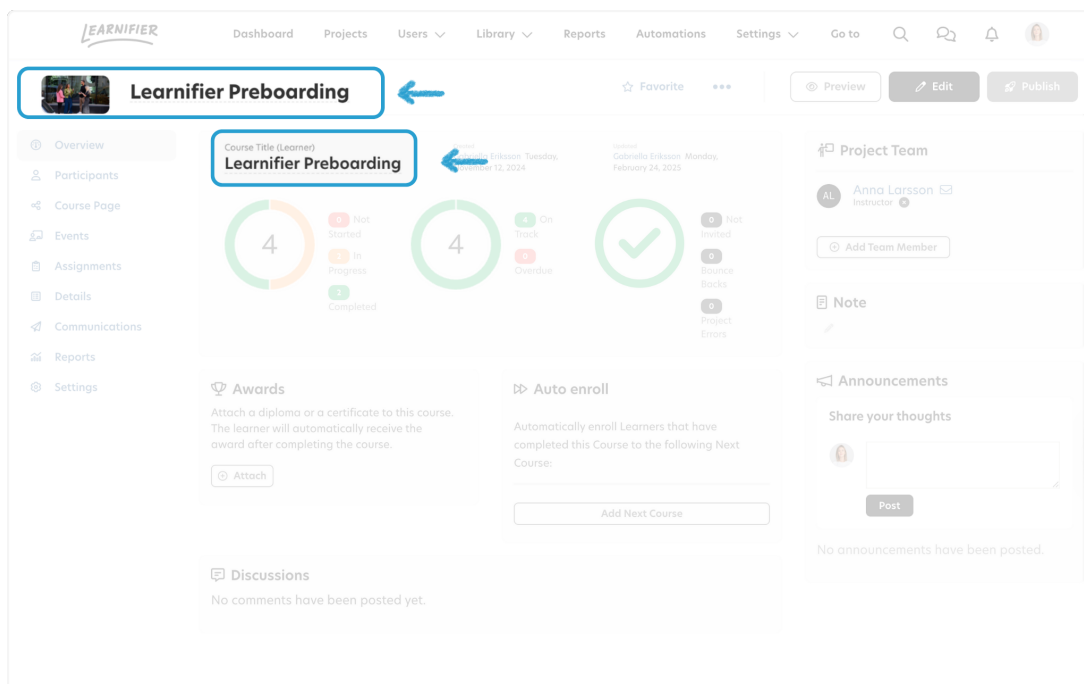 LEARNIFIER
Dashboard Projects Users Library Reports Automations Settings Go to
Learnifier Preboarding
Favorite
Preview
Edit
Publish
Overview
Participants
Course Page
Events
Assignments
Details
Communications
Reports
Settings
Course Title (Learner)
Learnifier Preboarding
Gabriella Eriksson Tuesday,
November 12, 2024
Updated
Gabriella Eriksson Monday,
February 24, 2025
4
0 Not
Started
In
Progress
Completed
4
4 On
Track
0
Overdue
0 Not
Invited
0
Bounce
Backs
0
Project
Errors
Awards
Attach a diploma or a certificate to this course.
The learner will automatically receive the
award after completing the course.
Attach
Auto enroll
Automatically enroll Learners that have
completed this Course to the following Next
Course:
Add Next Course
Discussions
No comments have been posted yet.
Project Team
AL
Anna Larsson
Instructor
Add Team Member
Note
Announcements
Share your thoughts
Post
No announcements have been posted.